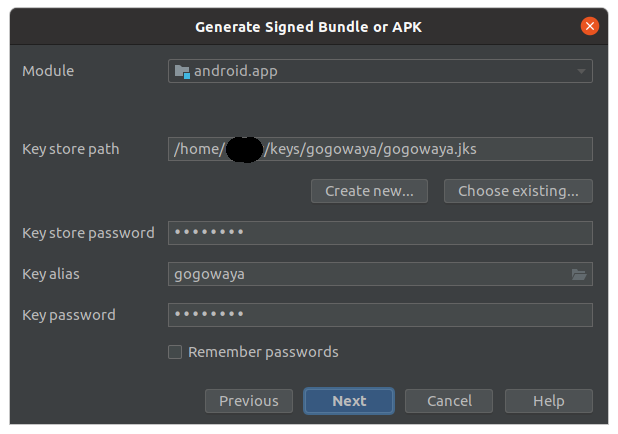 Generate Signed Bundle or APK
Module android.app
Key store path /home/ /keys/gogowaya/gogowaya.jks
Create new... Choose existing...
Key store password ••••••••
Key alias gogowaya
Key password ••••••••
Remember passwords
Previous Next Cancel Help